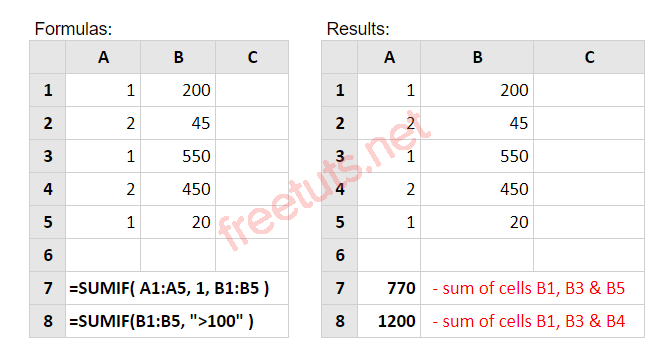 Formulas:
A B C
1 1 200
2 2 45
3 1 550
4 2 450
5 1 20
6
7 =SUMIF( A1:A5, 1, B1:B5 )
8 =SUMIF(B1:B5, ">100" )
Results:
A B C
1 1 200
2 2 45
3 1 550
4 2 450
5 1 20
6
7 770 - sum of cells B1, B3 & B5
8 1200 - sum of cells B1, B3 & B4
freetuts.net